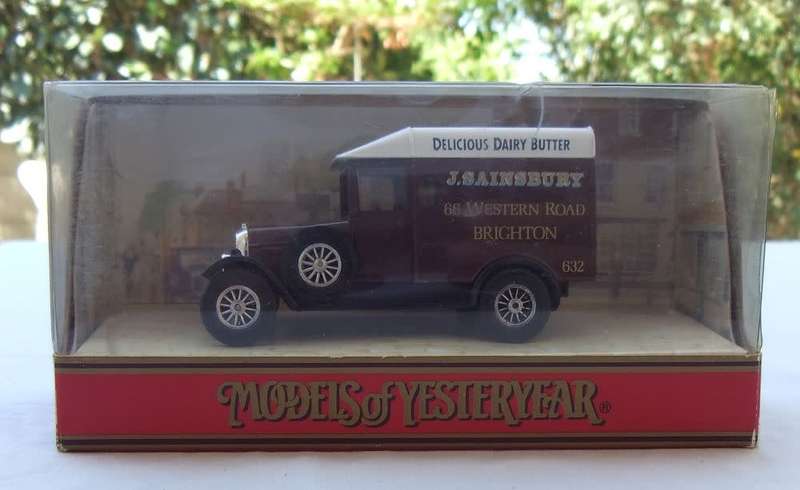 DELICIOUS DAIRY BUTTER
J. SAINSBURY
66 WESTERN ROAD
BRIGHTON
632
MODELS of YESTERYEAR®